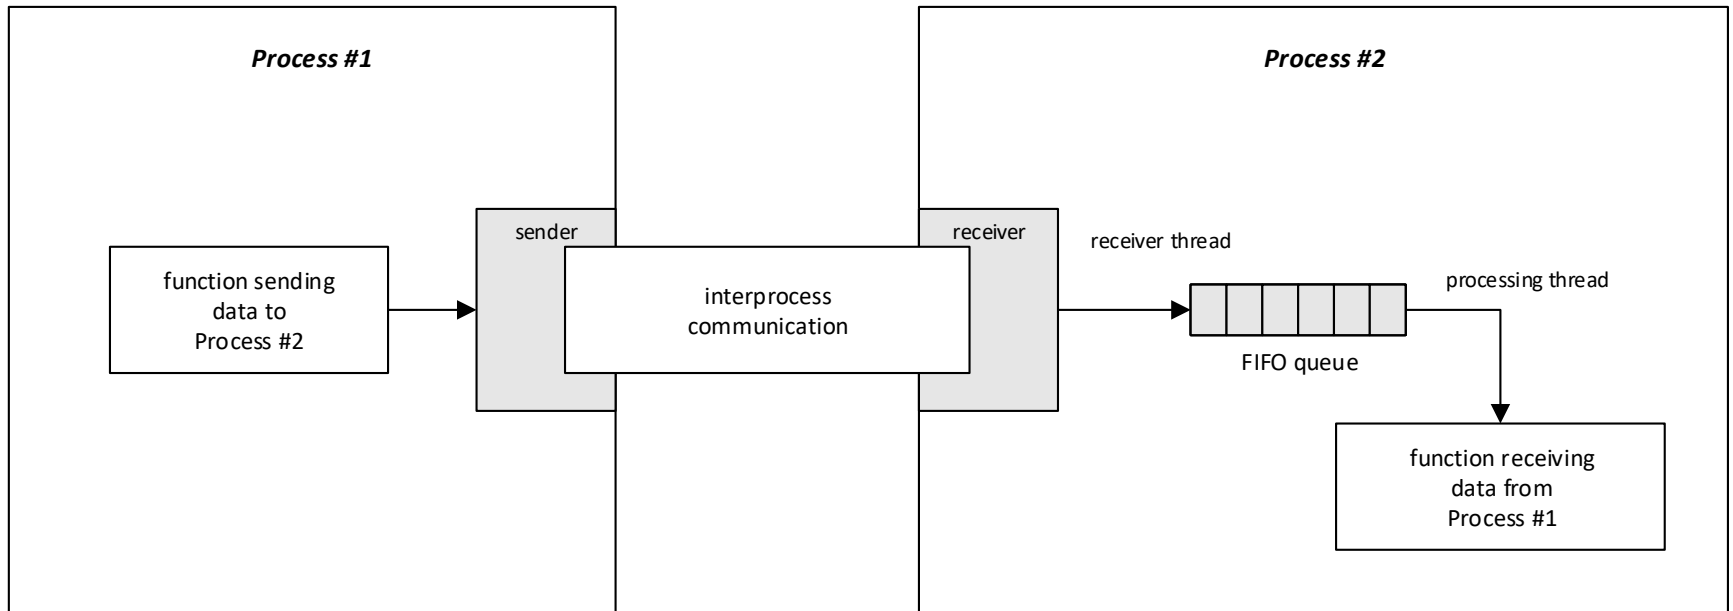 Process #1
Process #2
sender
receiver
receiver thread
function sending
data to
Process #2
interprocess
communication
processing thread
FIFO queue
function receiving
data from
Process #1